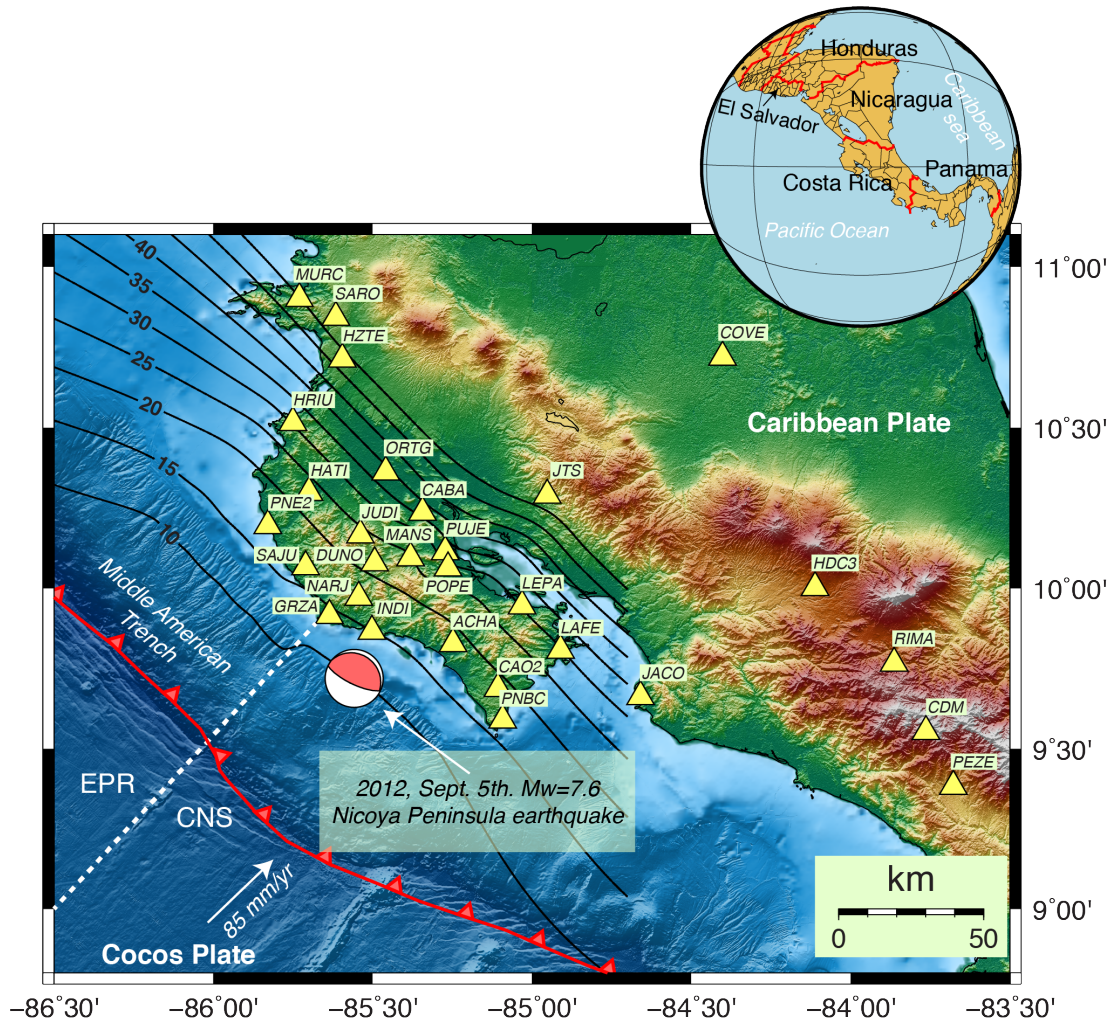 Honduras
Nicaragua
El Salvador
Caribbean
sea
Costa Rica
Panama
Pacific Ocean
40
35
30
25
20
15
10
MURC
SARO
HZTE
COVE
HRIU
Caribbean Plate
ORTG
HATI
JTS
CABA
PNE2
JUDI
MANS
PUJE
SAJU
DUNO
HDC3
NARJ
POPE
LEPA
GRZA
INDI
ACHA
LAFE
RIMA
CAO2
JACO
PNBC
CDM
PEZE
Middle American
Trench
2012, Sept. 5th. Mw=7.6
Nicoya Peninsula earthquake
EPR
CNS
85 mm/yr
Cocos Plate
km
0 50
11˚00'
10˚30'
10˚00'
9˚30'
9˚00'
−86˚30' −86˚00' −85˚30' −85˚00' −84˚30' −84˚00' −83˚30'